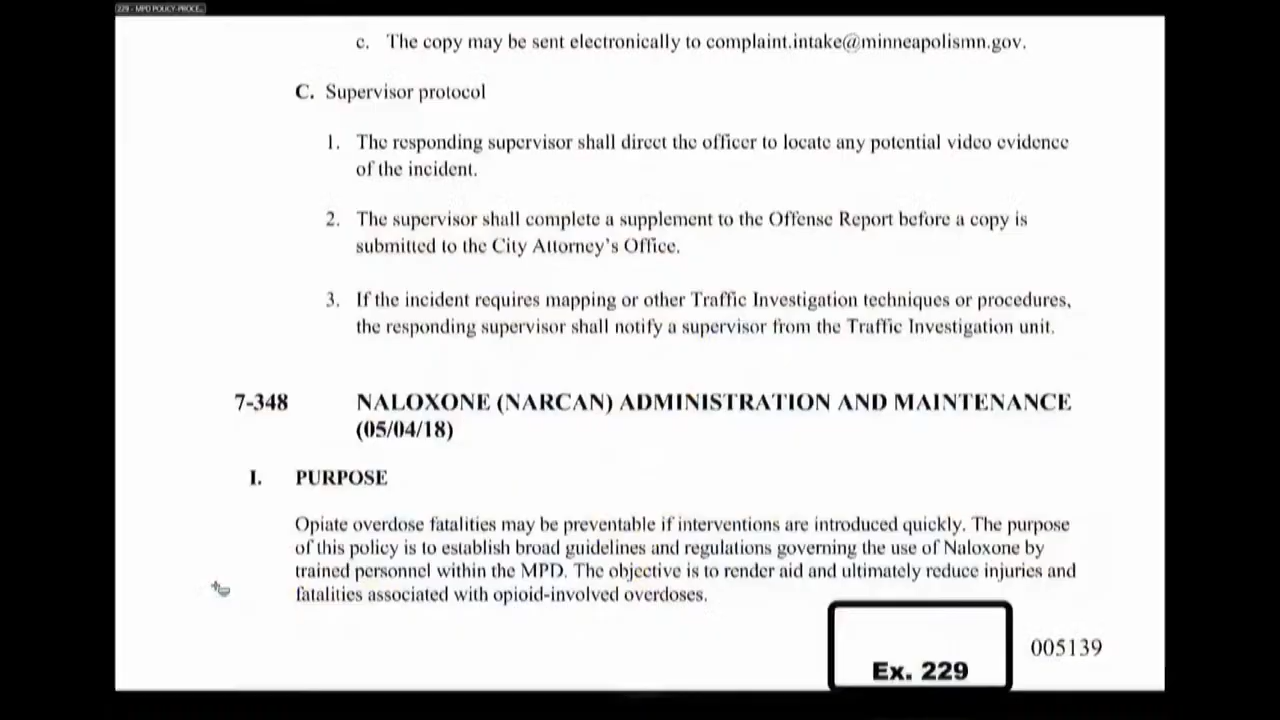 229 - MPD POLICY-PROCE...
c. The copy may be sent electronically to complaint.intake@minneapolismn.gov.
C. Supervisor protocol
1. The responding supervisor shall direct the officer to locate any potential video evidence
of the incident.
2. The supervisor shall complete a supplement to the Offense Report before a copy is
submitted to the City Attorney’s Office.
3. If the incident requires mapping or other Traffic Investigation techniques or procedures,
the responding supervisor shall notify a supervisor from the Traffic Investigation unit.
7-348 NALOXONE (NARCAN) ADMINISTRATION AND MAINTENANCE
(05/04/18)
I. PURPOSE
Opiate overdose fatalities may be preventable if interventions are introduced quickly. The purpose
of this policy is to establish broad guidelines and regulations governing the use of Naloxone by
trained personnel within the MPD. The objective is to render aid and ultimately reduce injuries and
fatalities associated with opioid-involved overdoses.
Ex. 229
005139